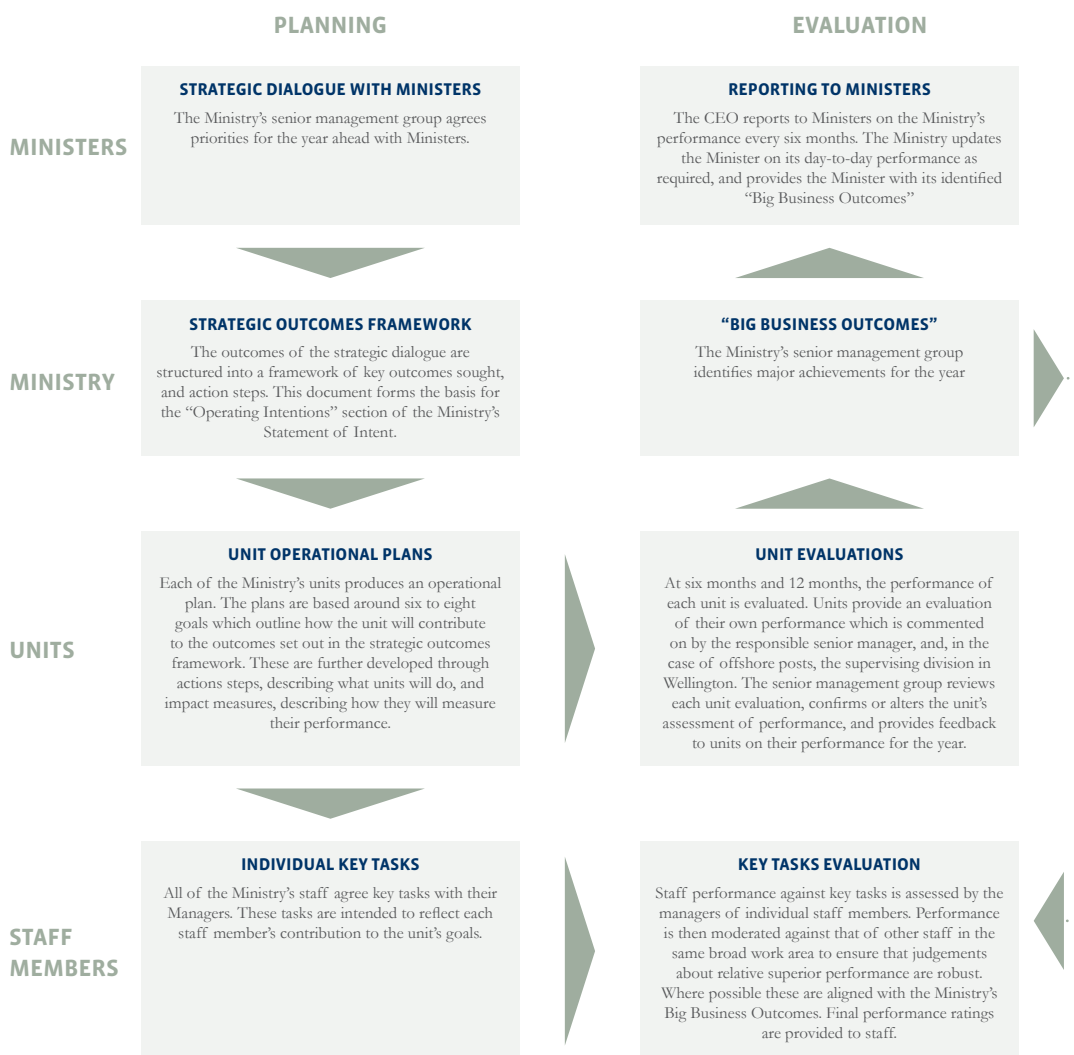 PLANNING
EVALUATION
MINISTERS
STRATEGIC DIALOGUE WITH MINISTERS
The Ministry’s senior management group agrees
priorities for the year ahead with Ministers.
REPORTING TO MINISTERS
The CEO reports to Ministers on the Ministry’s
performance every six months. The Ministry updates
the Minister on its day-to-day performance as
required, and provides the Minister with its identified
“Big Business Outcomes”
MINISTRY
STRATEGIC OUTCOMES FRAMEWORK
The outcomes of the strategic dialogue are
structured into a framework of key outcomes sought,
and action steps. This document forms the basis for
the “Operating Intentions” section of the Ministry’s
Statement of Intent.
“BIG BUSINESS OUTCOMES”
The Ministry’s senior management group
identifies major achievements for the year
UNITS
UNIT OPERATIONAL PLANS
Each of the Ministry’s units produces an operational
plan. The plans are based around six to eight
goals which outline how the unit will contribute
to the outcomes set out in the strategic outcomes
framework. These are further developed through
actions steps, describing what units will do, and
impact measures, describing how they will measure
their performance.
UNIT EVALUATIONS
At six months and 12 months, the performance of
each unit is evaluated. Units provide an evaluation
of their own performance which is commented
on by the responsible senior manager, and, in the
case of offshore posts, the supervising division in
Wellington. The senior management group reviews
each unit evaluation, confirms or alters the unit’s
assessment of performance, and provides feedback
to units on their performance for the year.
STAFF
MEMBERS
INDIVIDUAL KEY TASKS
All of the Ministry’s staff agree key tasks with their
Managers. These tasks are intended to reflect each
staff member’s contribution to the unit’s goals.
KEY TASKS EVALUATION
Staff performance against key tasks is assessed by the
managers of individual staff members. Performance
is then moderated against that of other staff in the
same broad work area to ensure that judgements
about relative superior performance are robust.
Where possible these are aligned with the Ministry’s
Big Business Outcomes. Final performance ratings
are provided to staff.